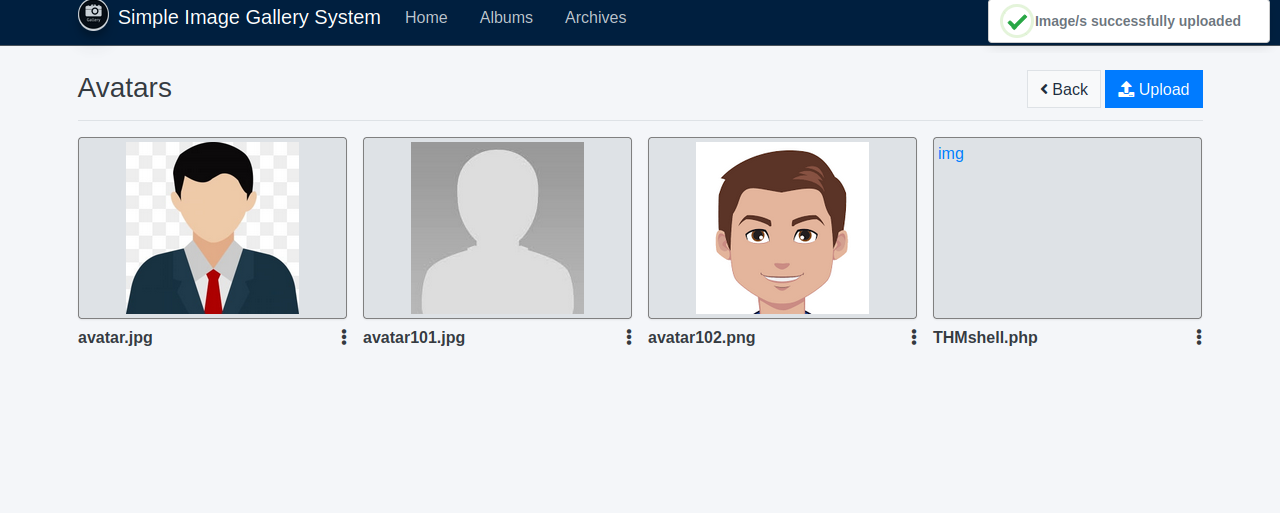 Simple Image Gallery System
Home
Albums
Archives
Image/s successfully uploaded
Avatars
Back
Upload
img
avatar.jpg
avatar101.jpg
avatar102.png
THMshell.php